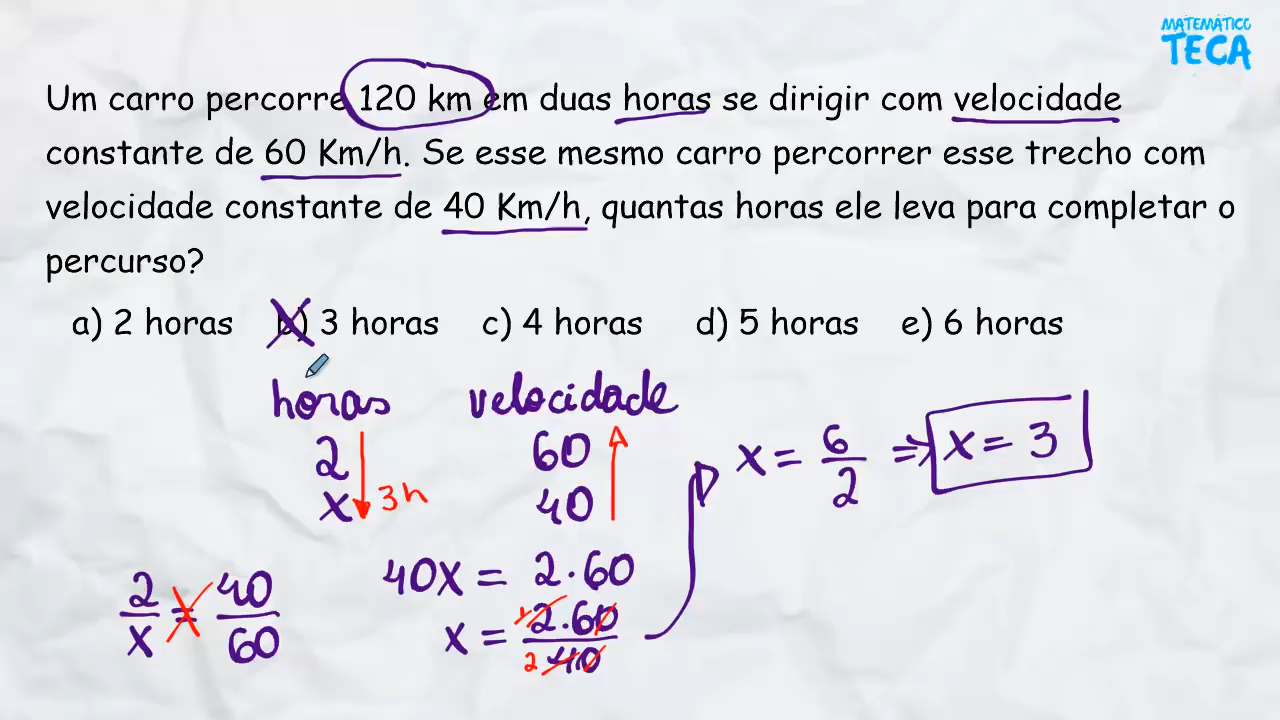 MATEMÁTICO
TECA
Um carro percorre 120 km em duas horas se dirigir com velocidade
constante de 60 Km/h. Se esse mesmo carro percorrer esse trecho com
velocidade constante de 40 Km/h, quantas horas ele leva para completar o
percurso?
a) 2 horas b) 3 horas c) 4 horas d) 5 horas e) 6 horas
horas velocidade
2 60
x 3h 40
x = 6/2 ⇒ x = 3
40x = 2.60
2/x = 40/60
x = 2.60/40
1
2